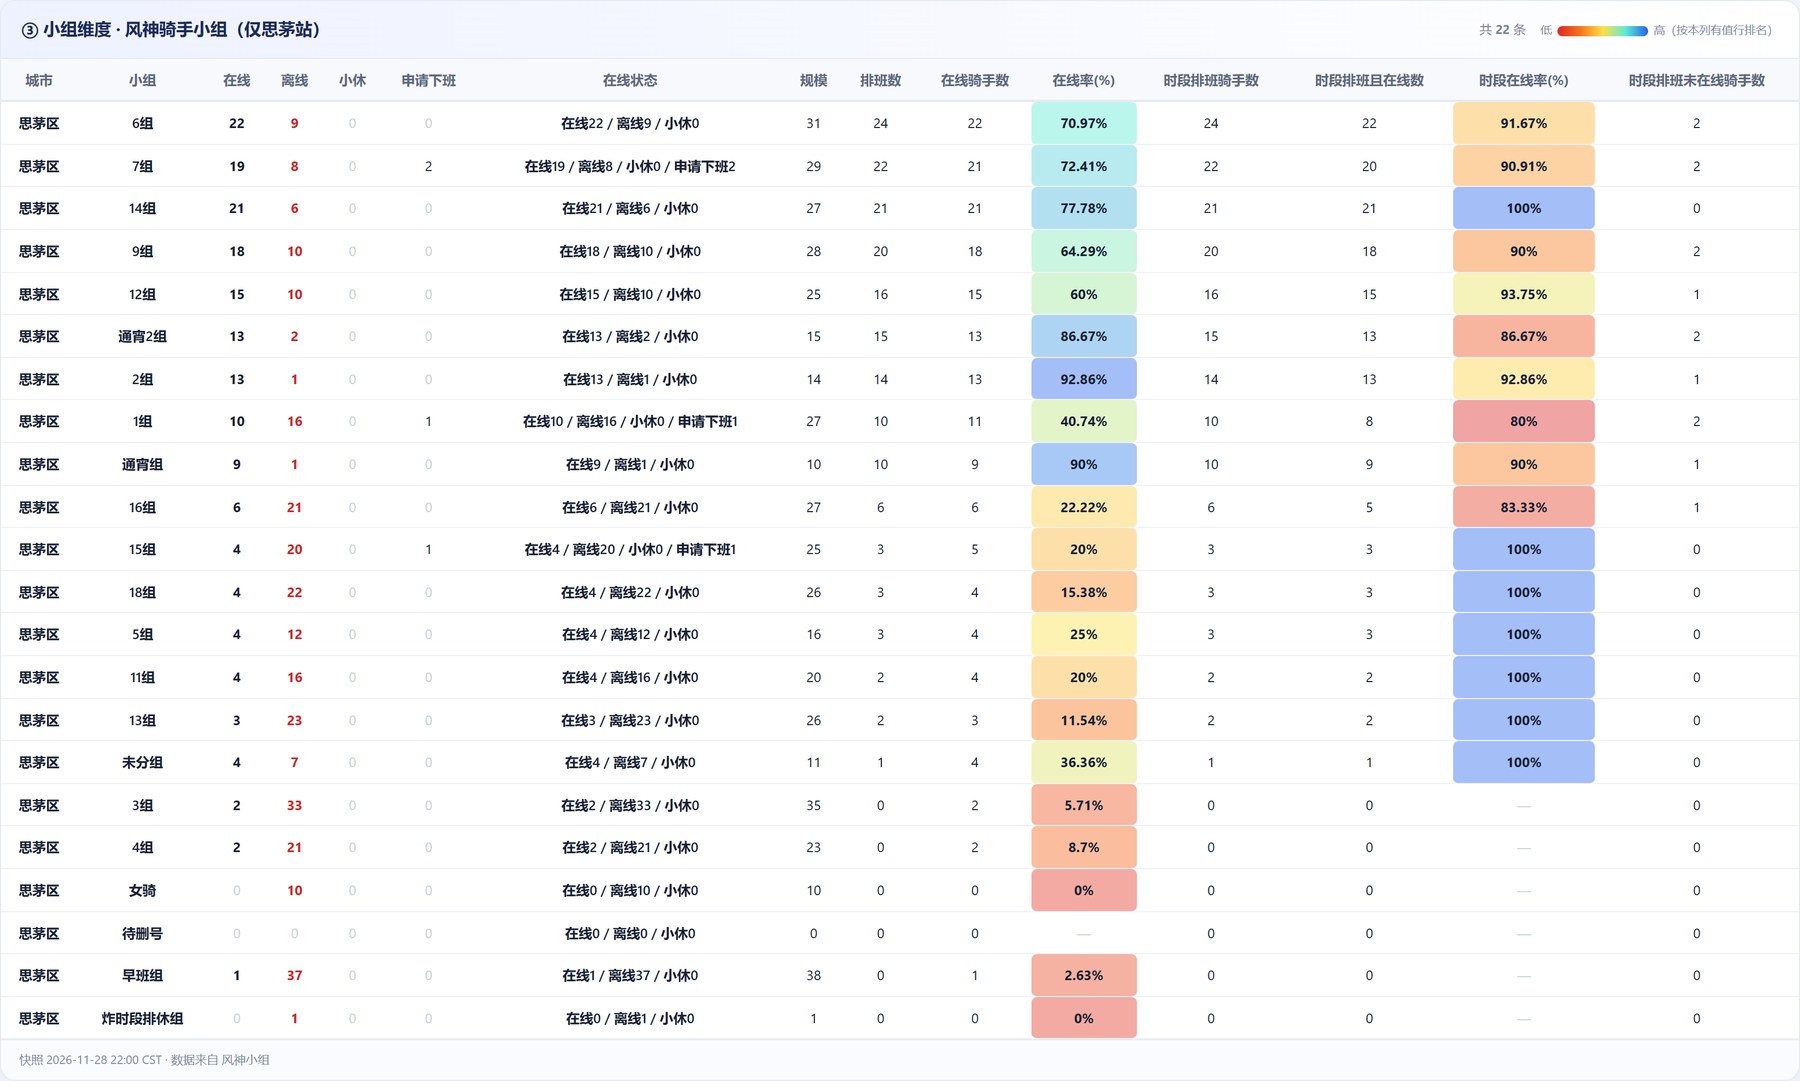 ③ 小组维度 · 风神骑手小组（仅思茅站）
共 22 条 低 高 (按本列有值行排名)
城市 小组 在线 离线 小休 申请下班 在线状态 规模 排班数 在线骑手数 在线率(%) 时段排班骑手数 时段排班且在线数 时段在线率(%) 时段排班未在线骑手数
思茅区 6组 22 9 0 0 在线22 / 离线9 / 小休0 31 24 22 70.97% 24 22 91.67% 2
思茅区 7组 19 8 0 2 在线19 / 离线8 / 小休0 / 申请下班2 29 22 21 72.41% 22 20 90.91% 2
思茅区 14组 21 6 0 0 在线21 / 离线6 / 小休0 27 21 21 77.78% 21 21 100% 0
思茅区 9组 18 10 0 0 在线18 / 离线10 / 小休0 28 20 18 64.29% 20 18 90% 2
思茅区 12组 15 10 0 0 在线15 / 离线10 / 小休0 25 16 15 60% 16 15 93.75% 1
思茅区 通宵2组 13 2 0 0 在线13 / 离线2 / 小休0 15 15 13 86.67% 15 13 86.67% 2
思茅区 2组 13 1 0 0 在线13 / 离线1 / 小休0 14 14 13 92.86% 14 13 92.86% 1
思茅区 1组 10 16 0 1 在线10 / 离线16 / 小休0 / 申请下班1 27 10 11 40.74% 10 8 80% 2
思茅区 通宵组 9 1 0 0 在线9 / 离线1 / 小休0 10 10 9 90% 10 9 90% 1
思茅区 16组 6 21 0 0 在线6 / 离线21 / 小休0 27 6 6 22.22% 6 5 83.33% 1
思茅区 15组 4 20 0 1 在线4 / 离线20 / 小休0 / 申请下班1 25 3 5 20% 3 3 100% 0
思茅区 18组 4 22 0 0 在线4 / 离线22 / 小休0 26 3 4 15.38% 3 3 100% 0
思茅区 5组 4 12 0 0 在线4 / 离线12 / 小休0 16 3 4 25% 3 3 100% 0
思茅区 11组 4 16 0 0 在线4 / 离线16 / 小休0 20 2 4 20% 2 2 100% 0
思茅区 13组 3 23 0 0 在线3 / 离线23 / 小休0 26 2 3 11.54% 2 2 100% 0
思茅区 未分组 4 7 0 0 在线4 / 离线7 / 小休0 11 1 4 36.36% 1 1 100% 0
思茅区 3组 2 33 0 0 在线2 / 离线33 / 小休0 35 0 2 5.71% 0 0 — 0
思茅区 4组 2 21 0 0 在线2 / 离线21 / 小休0 23 0 2 8.7% 0 0 — 0
思茅区 女骑 0 10 0 0 在线0 / 离线10 / 小休0 10 0 0 0% 0 0 — 0
思茅区 待删号 0 0 0 0 在线0 / 离线0 / 小休0 0 0 0 — 0 0 — 0
思茅区 早班组 1 37 0 0 在线1 / 离线37 / 小休0 38 0 1 2.63% 0 0 — 0
思茅区 炸时段排休组 0 1 0 0 在线0 / 离线1 / 小休0 1 0 0 0% 0 0 — 0
快照 2026-11-28 22:00 CST · 数据来自 风神小组